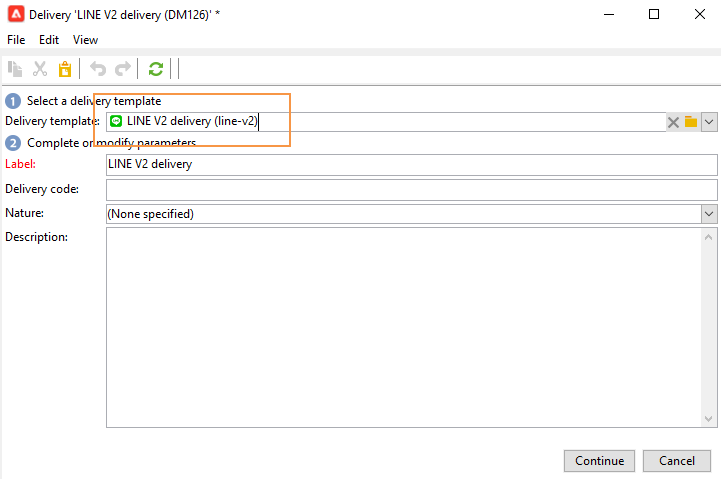 Delivery 'LINE V2 delivery (DM126)' *
File Edit View
1 Select a delivery template
Delivery template: LINE V2 delivery (line-v2)
2 Complete or modify parameters
Label: LINE V2 delivery
Delivery code:
Nature: (None specified)
Description:
Continue Cancel